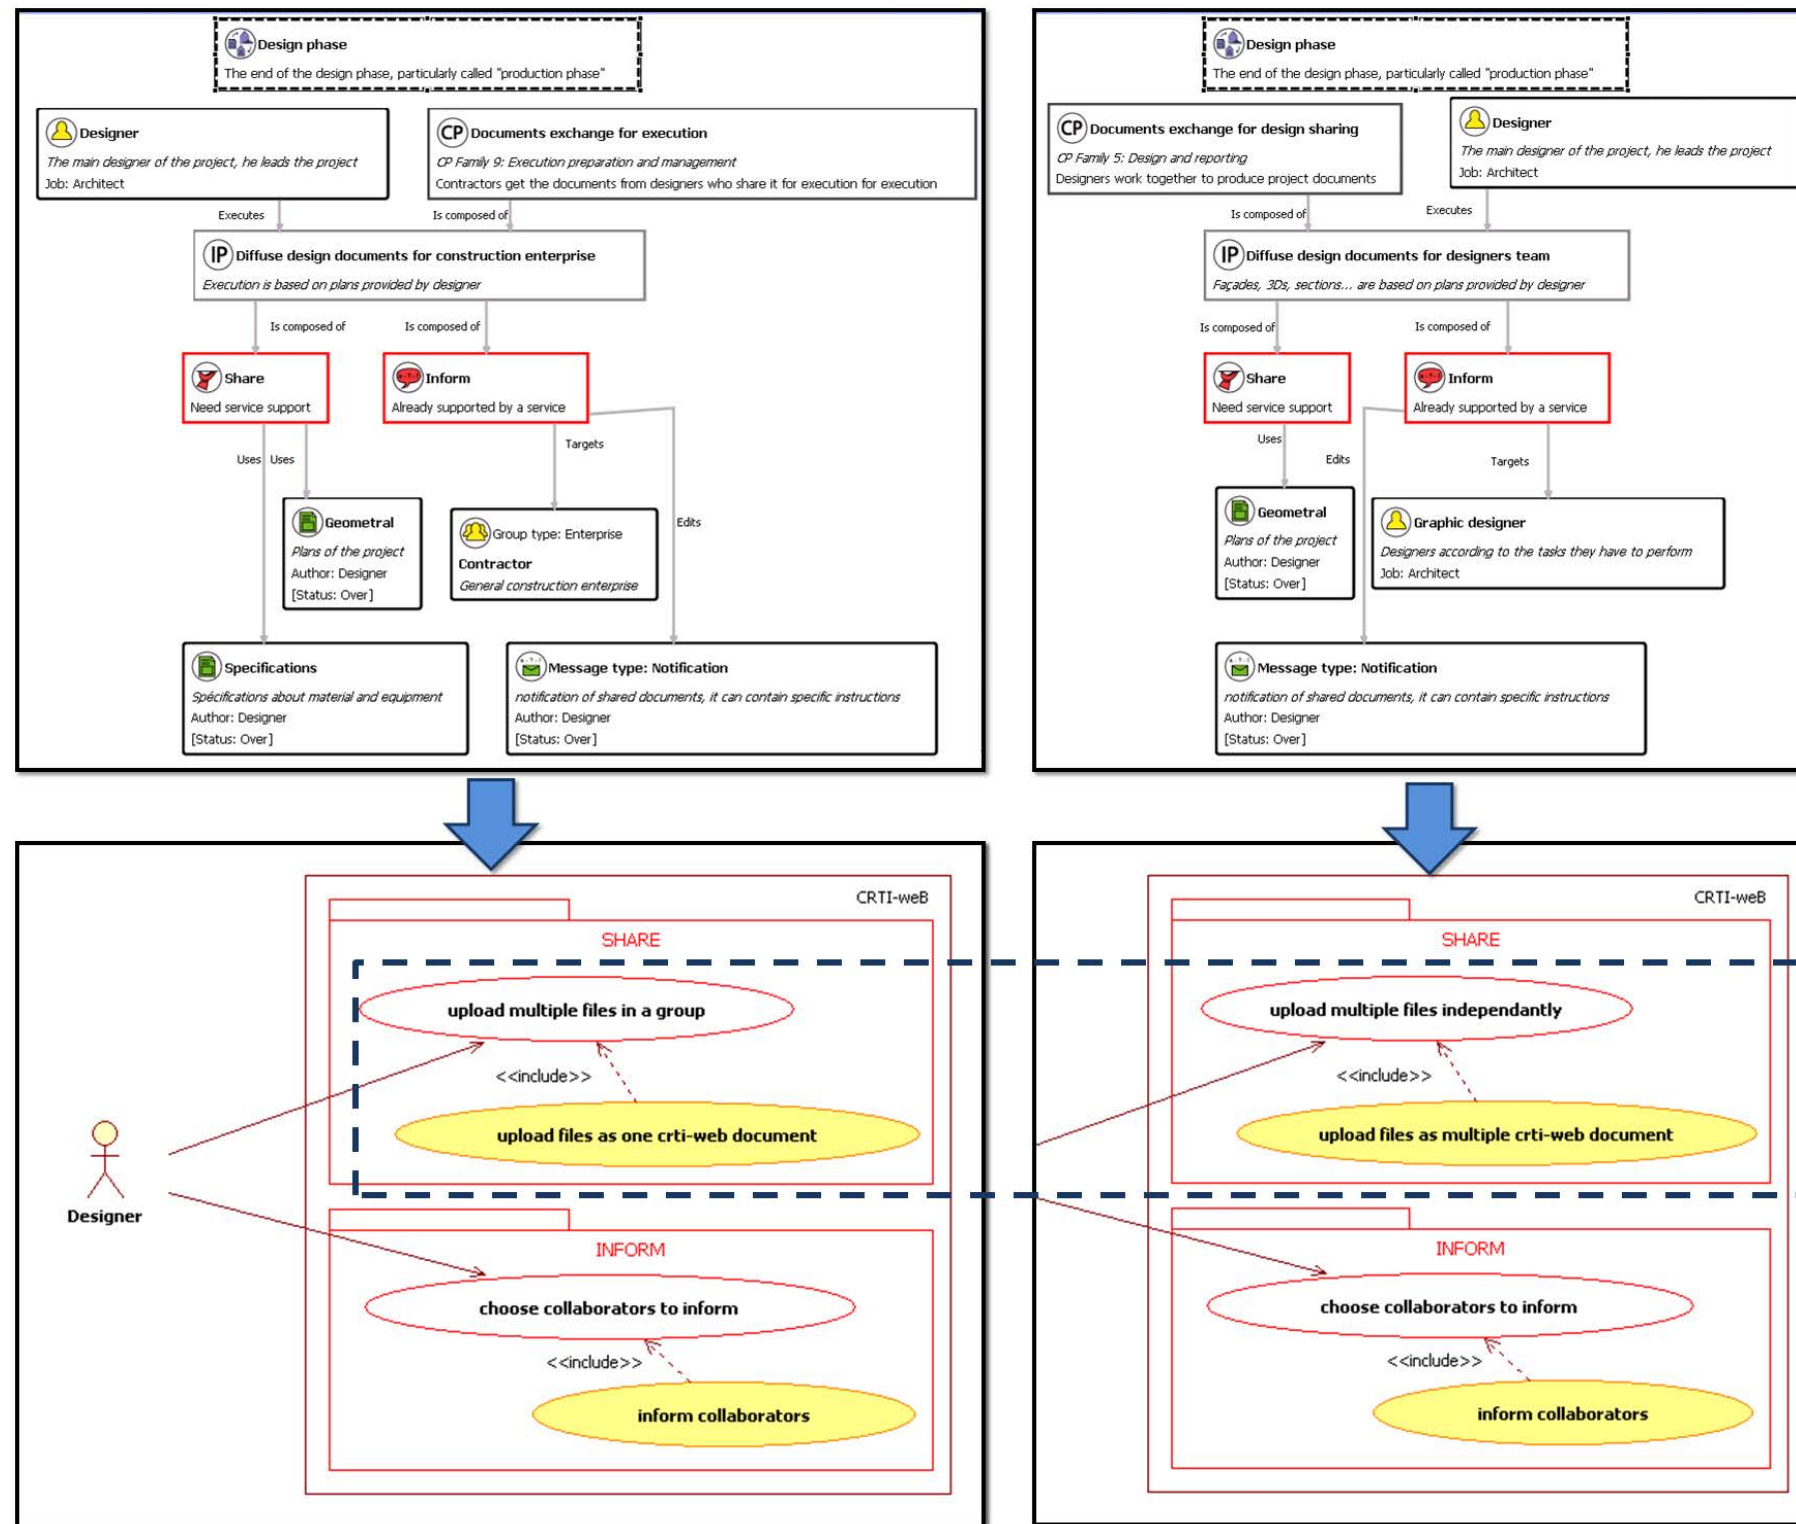 Design phase
The end of the design phase, particularly called "production phase"
Designer
The main designer of the project, he leads the project
Job: Architect
CP
Documents exchange for execution
CP Family 9: Execution preparation and management
Contractors get the documents from designers who share it for execution for execution
Executes
Is composed of
IP
Diffuse design documents for construction enterprise
Execution is based on plans provided by designer
Is composed of
Is composed of
Share
Need service support
Inform
Already supported by a service
Targets
Uses
Uses
Edits
Geometral
Plans of the project
Author: Designer
[Status: Over]
Group type: Enterprise
Contractor
General construction enterprise
Specifications
Spécifications about material and equipment
Author: Designer
[Status: Over]
Message type: Notification
notification of shared documents, it can contain specific instructions
Author: Designer
[Status: Over]
Design phase
The end of the design phase, particularly called "production phase"
CP
Documents exchange for design sharing
CP Family 5: Design and reporting
Designers work together to produce project documents
Designer
The main designer of the project, he leads the project
Job: Architect
Is composed of
Executes
IP
Diffuse design documents for designers team
Façades, 3Ds, sections... are based on plans provided by designer
Is composed of
Is composed of
Share
Need service support
Inform
Already supported by a service
Uses
Edits
Targets
Geometral
Plans of the project
Author: Designer
[Status: Over]
Graphic designer
Designers according to the tasks they have to perform
Job: Architect
Message type: Notification
notification of shared documents, it can contain specific instructions
Author: Designer
[Status: Over]
CRTI-weB
SHARE
upload multiple files in a group
<<include>>
upload files as one crti-web document
Designer
INFORM
choose collaborators to inform
<<include>>
inform collaborators
CRTI-weB
SHARE
upload multiple files independantly
<<include>>
upload files as multiple crti-web document
INFORM
choose collaborators to inform
<<include>>
inform collaborators